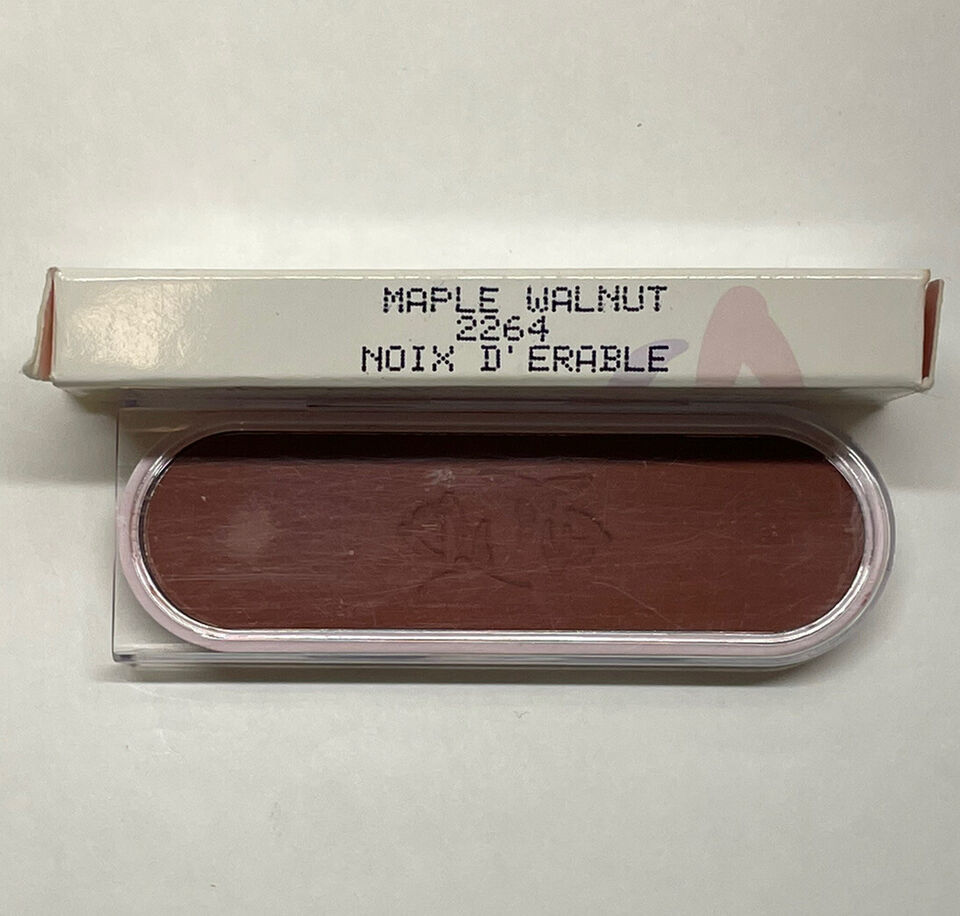 MAPLE WALNUT
2264
NOIX D'ERABLE